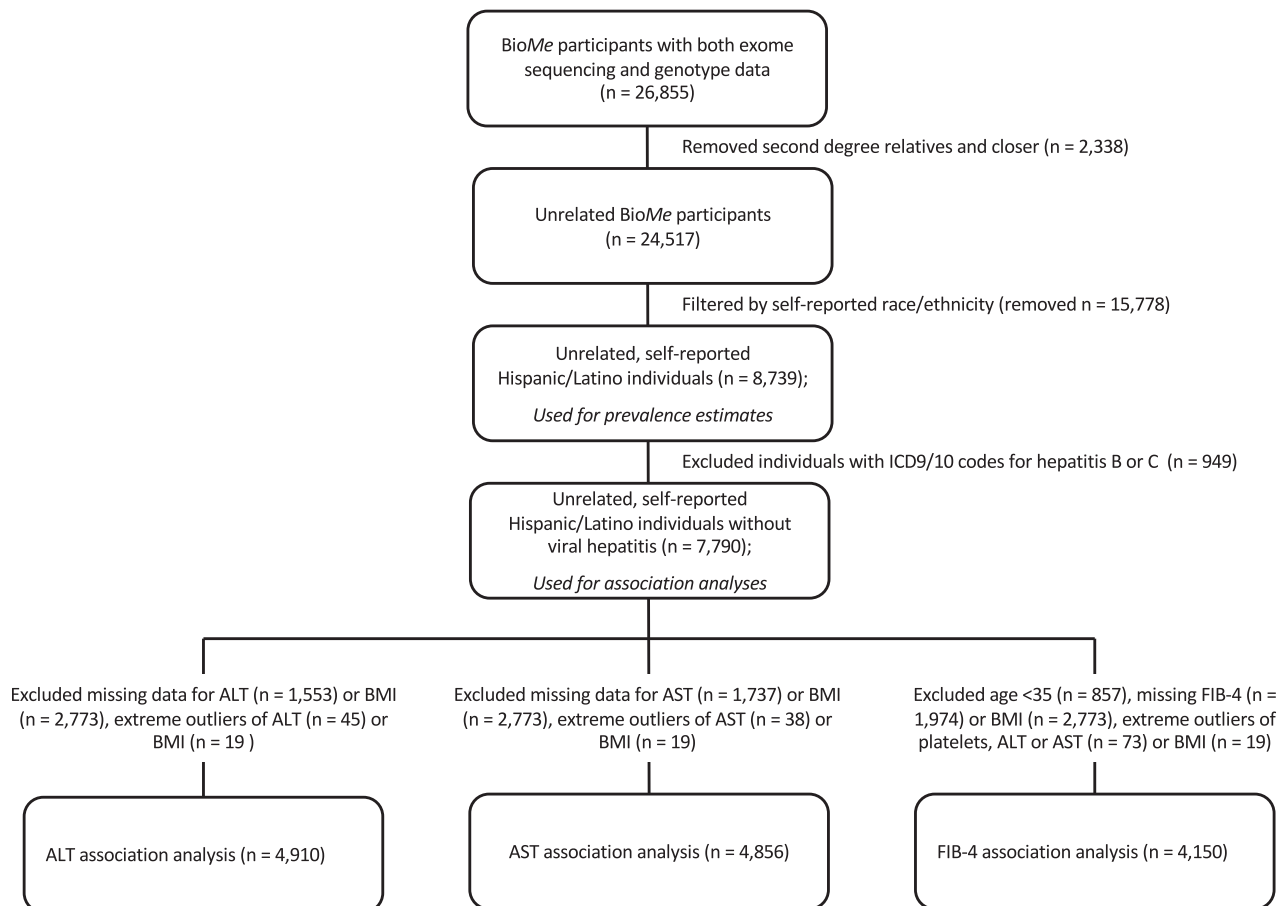 BioMe participants with both exome
sequencing and genotype data
(n = 26,855)
Removed second degree relatives and closer (n = 2,338)
Unrelated BioMe participants
(n = 24,517)
Filtered by self-reported race/ethnicity (removed n = 15,778)
Unrelated, self-reported
Hispanic/Latino individuals (n = 8,739);
Used for prevalence estimates
Excluded individuals with ICD9/10 codes for hepatitis B or C (n = 949)
Unrelated, self-reported
Hispanic/Latino individuals without
viral hepatitis (n = 7,790);
Used for association analyses
Excluded missing data for ALT (n = 1,553) or BMI
(n = 2,773), extreme outliers of ALT (n = 45) or
BMI (n = 19 )
Excluded missing data for AST (n = 1,737) or BMI
(n = 2,773), extreme outliers of AST (n = 38) or
BMI (n = 19)
Excluded age <35 (n = 857), missing FIB-4 (n =
1,974) or BMI (n = 2,773), extreme outliers of
platelets, ALT or AST (n = 73) or BMI (n = 19)
ALT association analysis (n = 4,910)
AST association analysis (n = 4,856)
FIB-4 association analysis (n = 4,150)